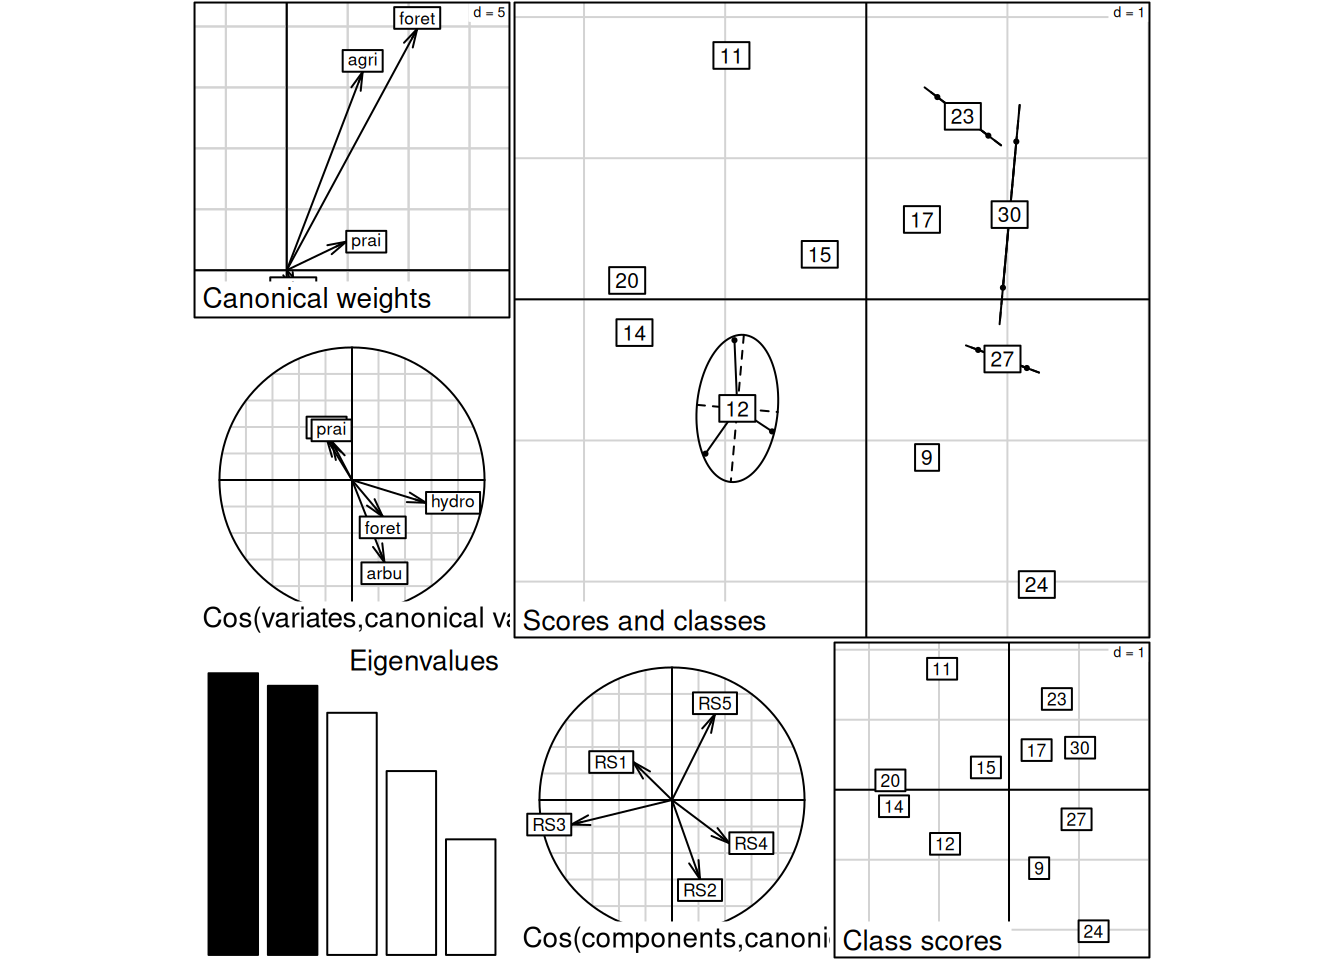 foret
d = 5
agri
prai
Canonical weights
d = 1
11
23
30
17
15
20
14
27
12
9
24
Scores and classes
prai
hydro
foret
arbu
Cos(variates,canonical va
Eigenvalues
RS5
RS1
RS3
RS4
RS2
Cos(components,canoni
d = 1
11
23
17
30
15
20
14
27
12
9
24
Class scores